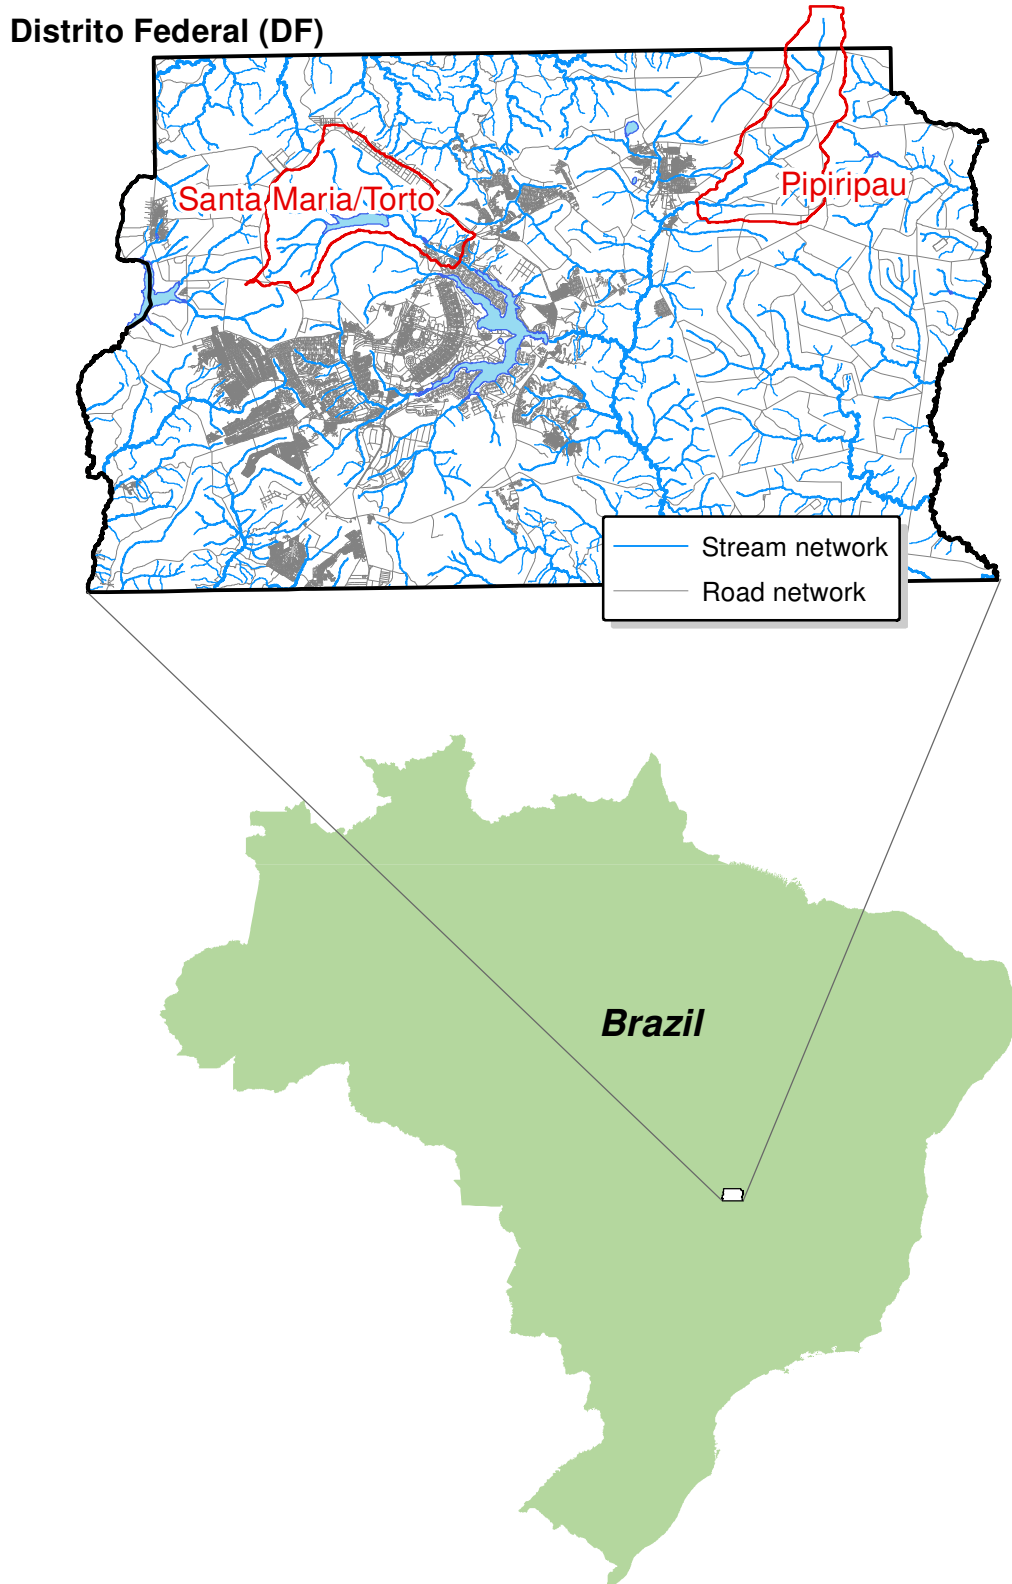 Distrito Federal (DF)
Santa Maria/Torto
Pipiripau
Stream network
Road network
Brazil